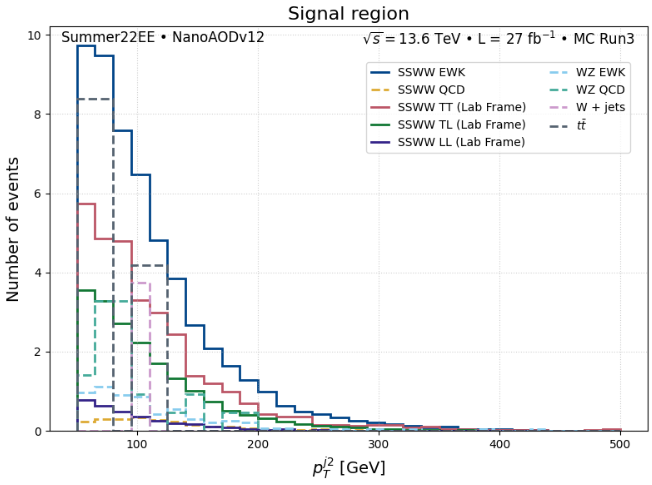 Signal region
Summer22EE • NanoAODv12
√s = 13.6 TeV • L = 27 fb⁻¹ • MC Run3
SSWW EWK
SSWW QCD
SSWW TT (Lab Frame)
SSWW TL (Lab Frame)
SSWW LL (Lab Frame)
WZ EWK
WZ QCD
W + jets
tt̄
Number of events
10
8
6
4
2
0
100
200
300
400
500
p_T^{j2} [GeV]